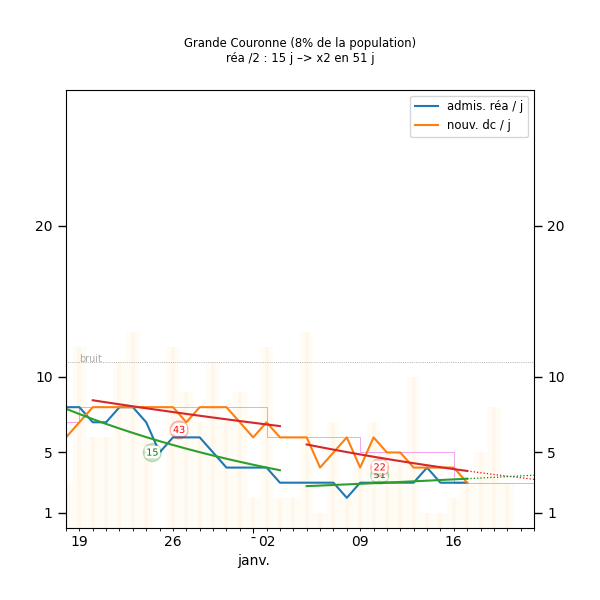 Grande Couronne (8% de la population)
réa /2 : 15 j –> x2 en 51 j
admis. réa / j
nouv. dc / j
20 20
bruit
10 10
43
15
22
51
5 5
1 1
19 26 02 09 16
janv.